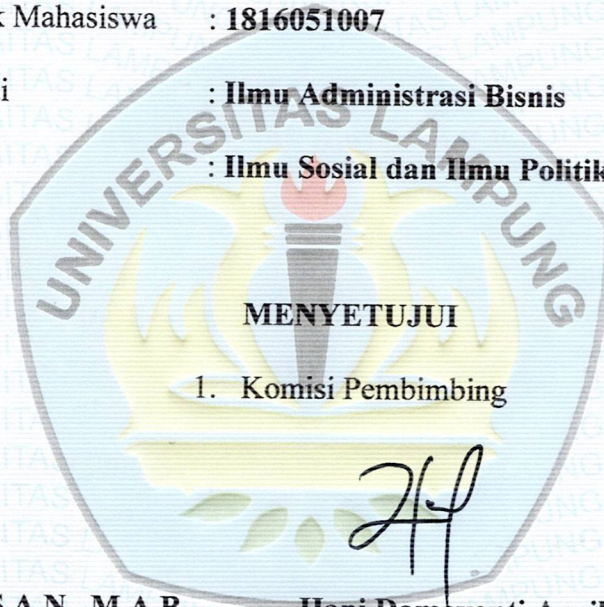 k Mahasiswa : 1816051007
i : Ilmu Administrasi Bisnis
: Ilmu Sosial dan Ilmu Politik
UNIVERSITAS LAMPUNG
MENYETUJUI
1. Komisi Pembimbing